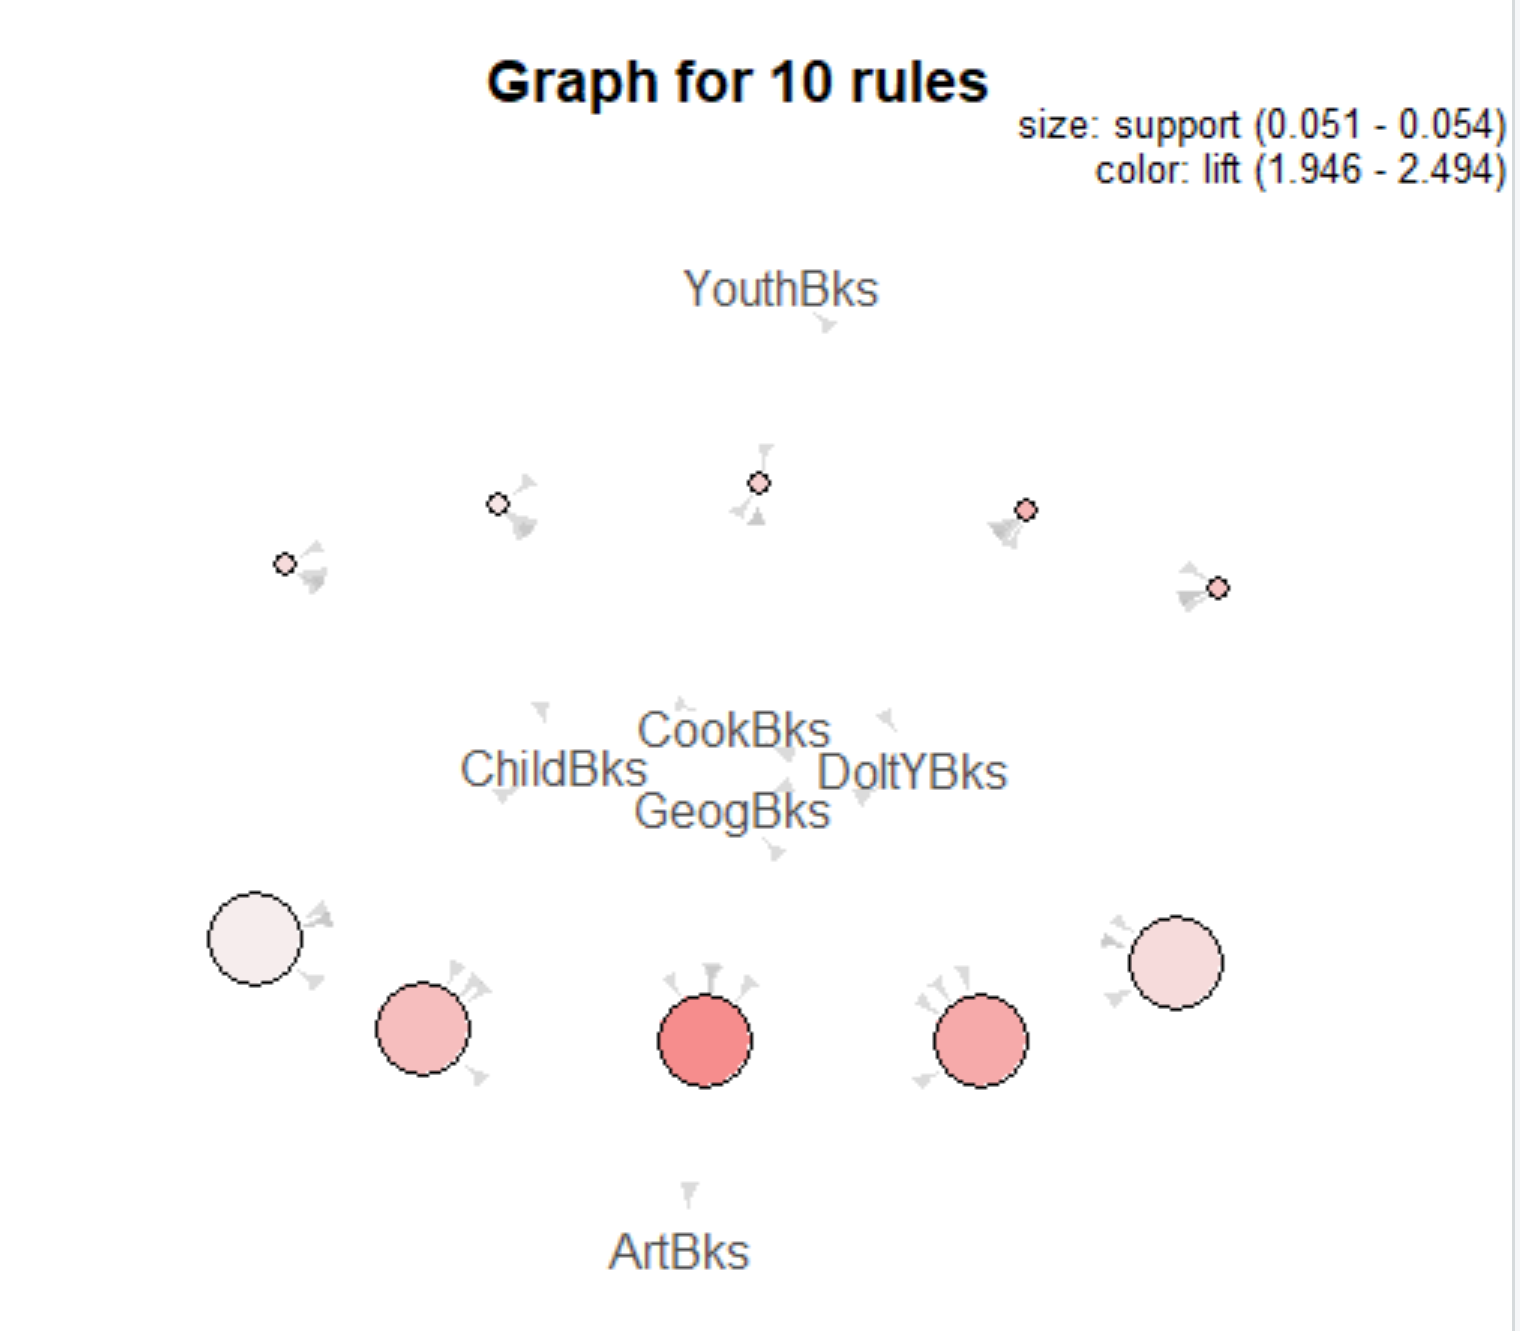 Graph for 10 rules
size: support (0.051 - 0.054)
color: lift (1.946 - 2.494)
YouthBks
CookBks
ChildBks
DoItYBks
GeogBks
ArtBks